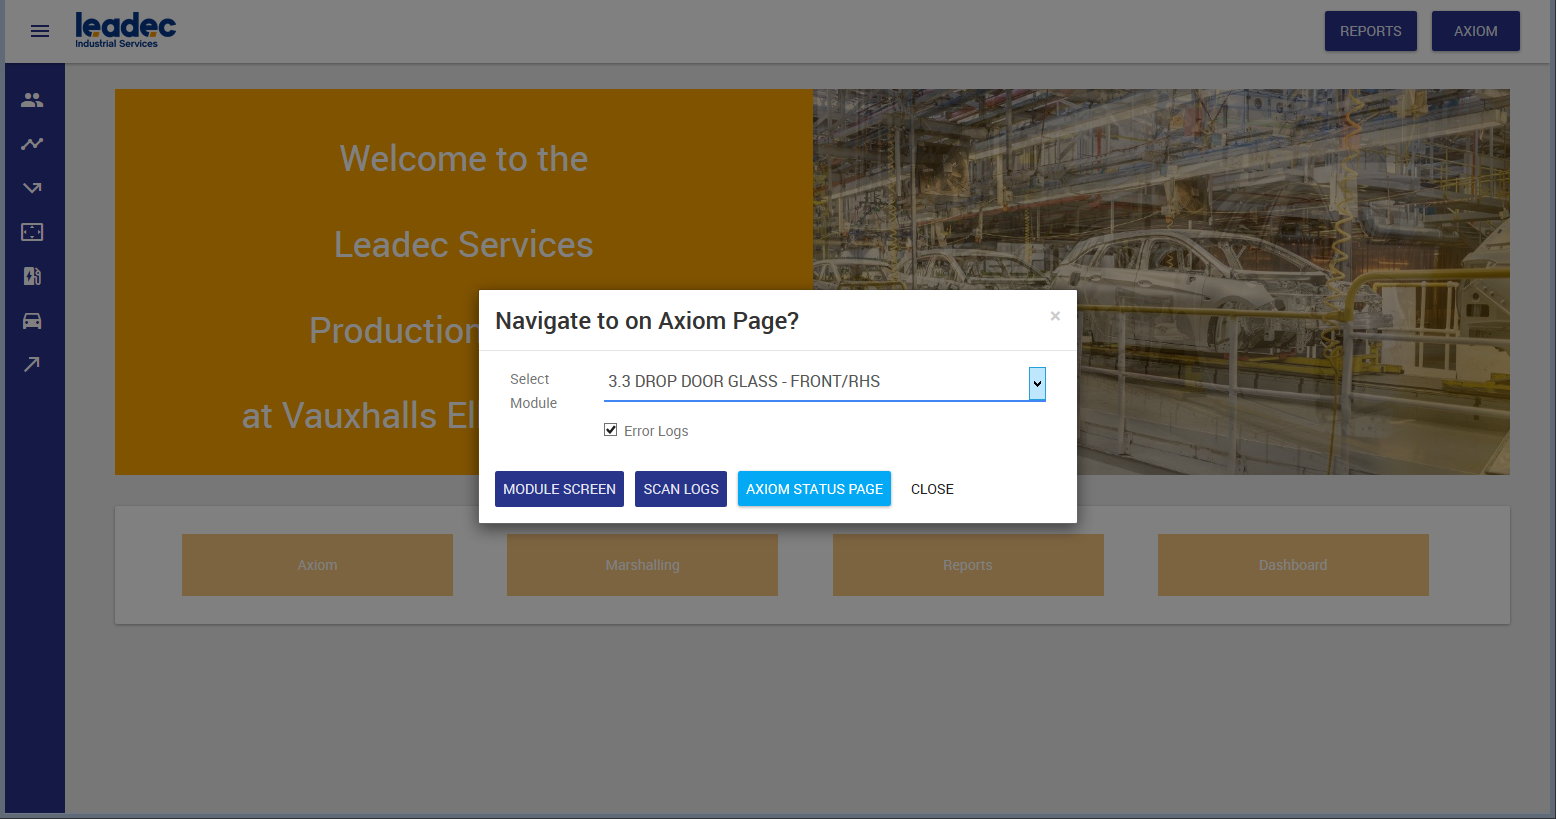 leadec
Industrial Services
REPORTS
AXIOM
Welcome to the
Leadec Services
Production
at Vauxhalls
Navigate to on Axiom Page?
×
Select
Module
3.3 DROP DOOR GLASS - FRONT/RHS
Error Logs
MODULE SCREEN
SCAN LOGS
AXIOM STATUS PAGE
CLOSE
Axiom
Marshalling
Reports
Dashboard